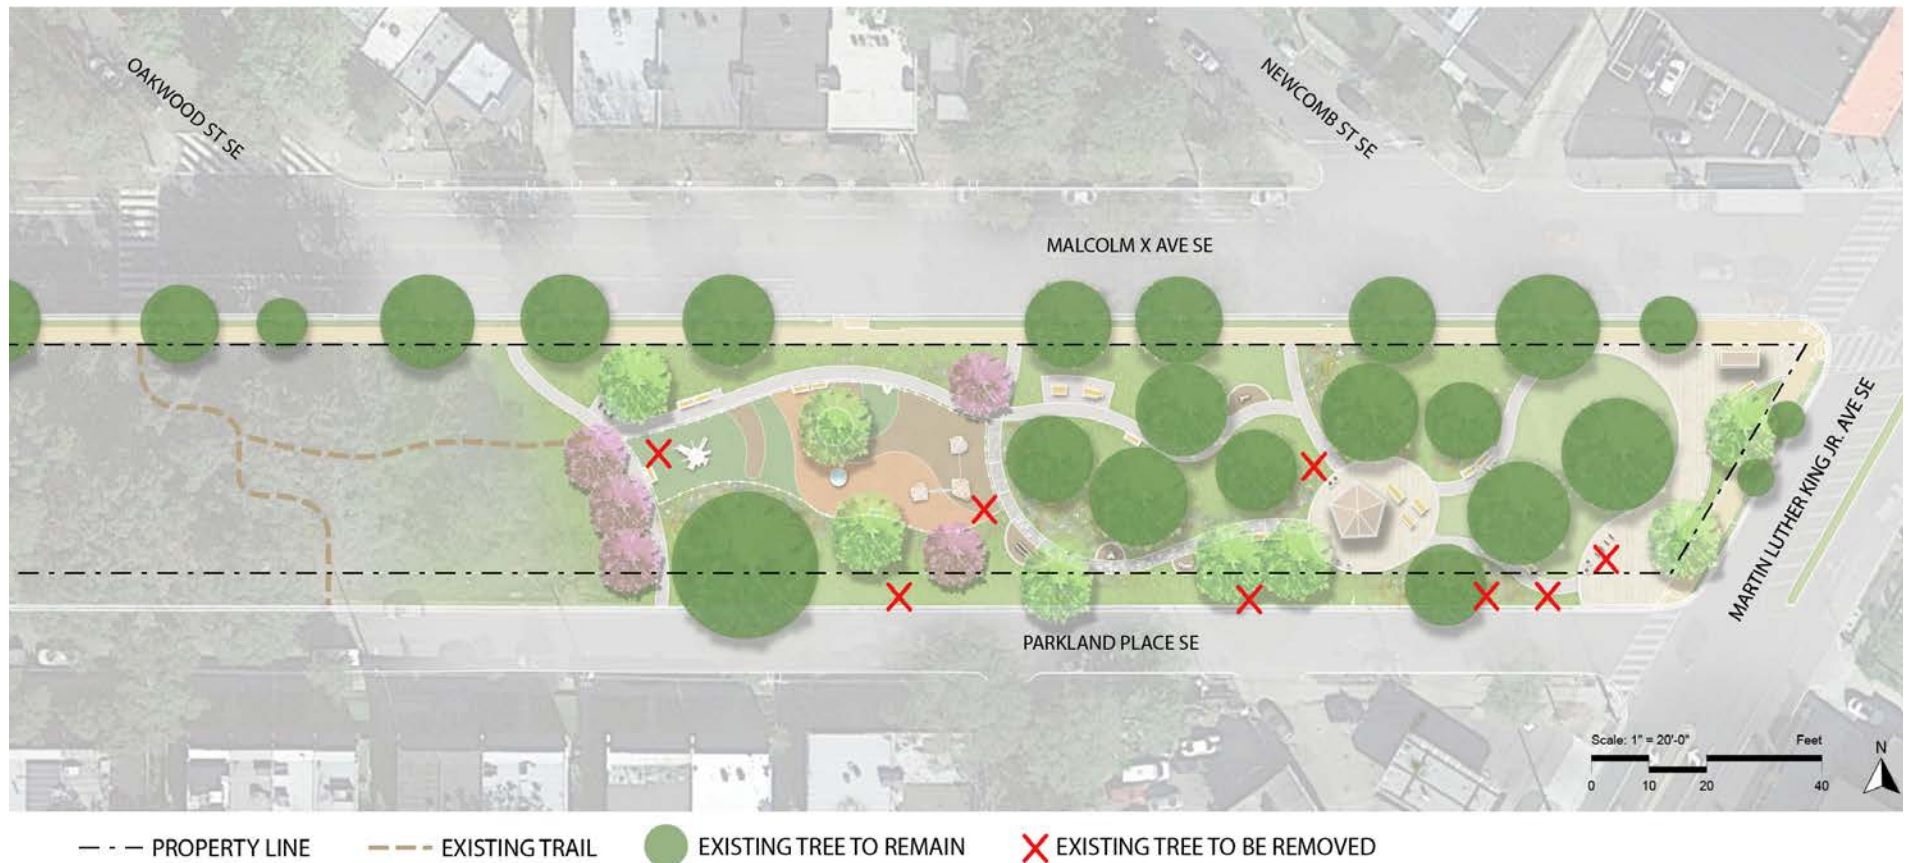 OAKWOOD ST SE
NEWCOMB ST SE
MALCOLM X AVE SE
MARTIN LUTHER KING JR. AVE SE
PARKLAND PLACE SE
Scale: 1" = 20'-0"
Feet
0 10 20 40
N
PROPERTY LINE
EXISTING TRAIL
EXISTING TREE TO REMAIN
EXISTING TREE TO BE REMOVED